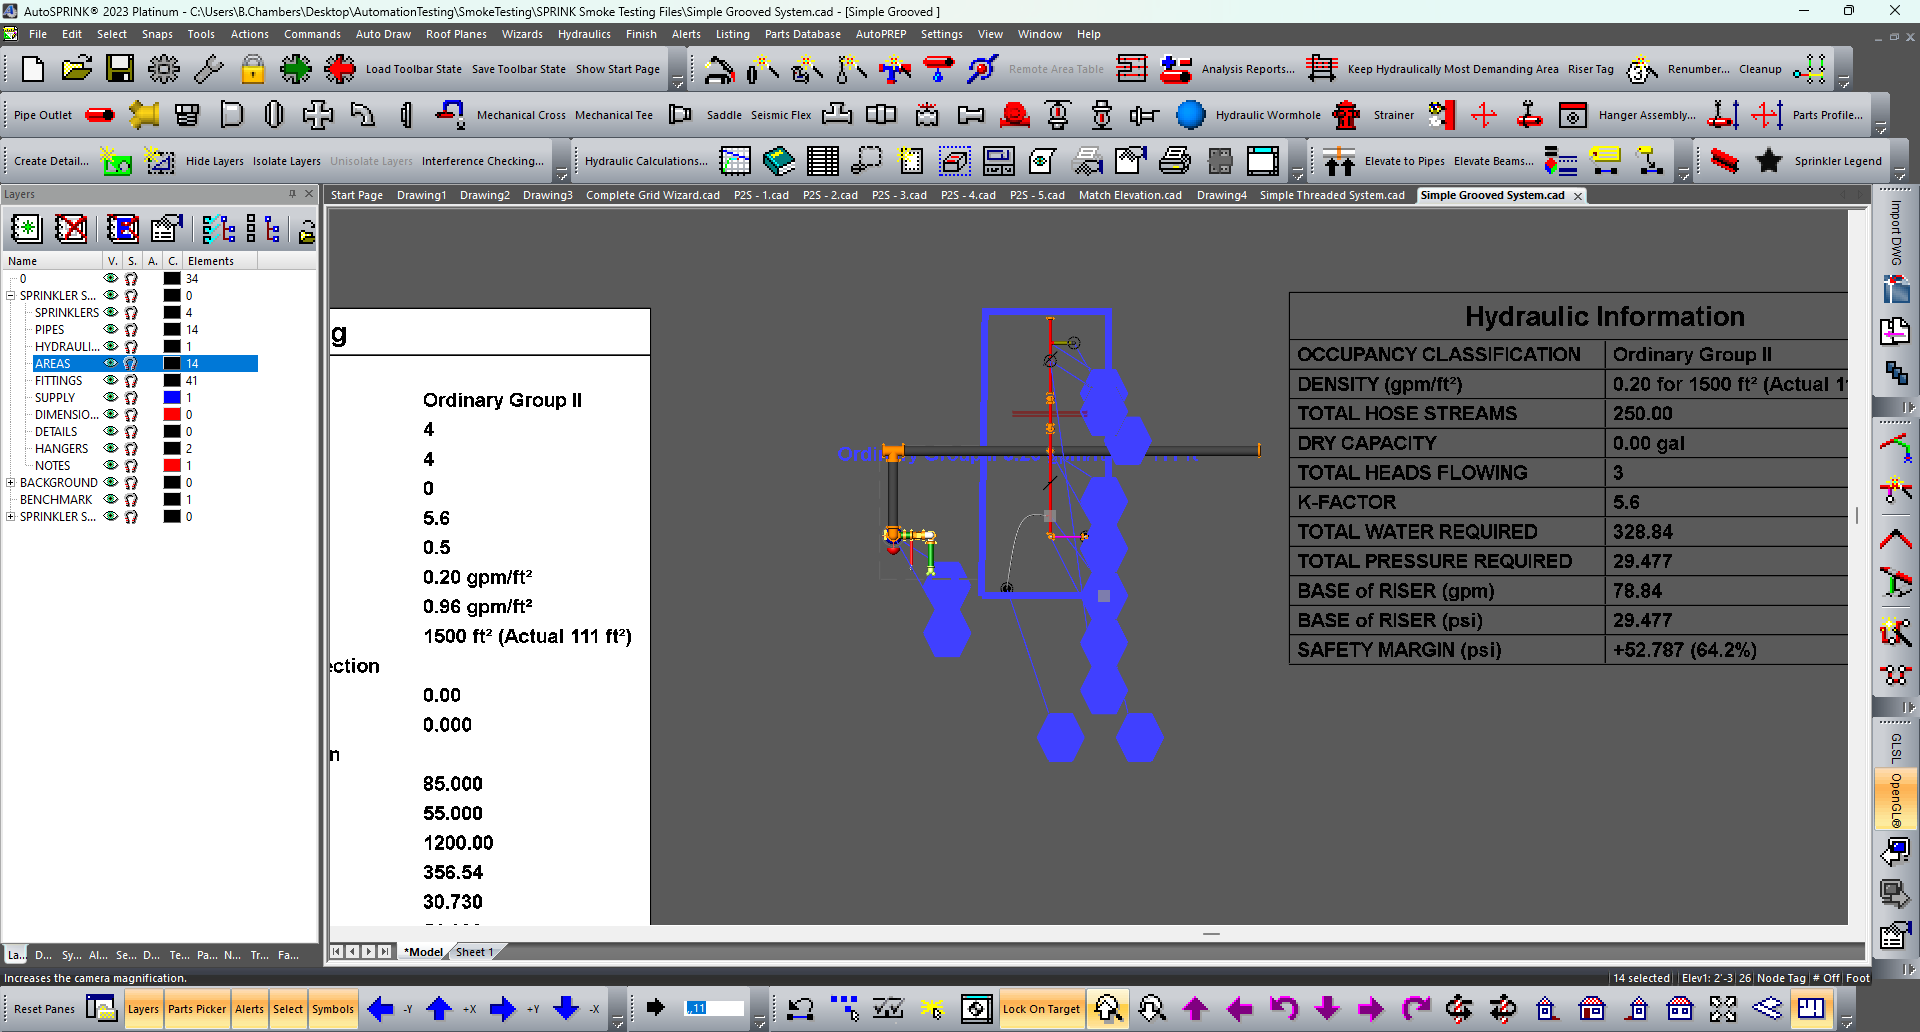 AutoSPRINK® 2023 Platinum - C:\Users\B.Chambers\Desktop\AutomationTesting\SmokeTesting\SPRINK Smoke Testing Files\Simple Grooved System.cad - [Simple Grooved ]
File Edit Select Snaps Tools Actions Commands Auto Draw Roof Planes Wizards Hydraulics Finish Alerts Listing Parts Database AutoPREP Settings View Window Help
Load Toolbar State Save Toolbar State Show Start Page Remote Area Table Analysis Reports... Keep Hydraulically Most Demanding Area Riser Tag Renumber... Cleanup
Pipe Outlet Mechanical Cross Mechanical Tee Saddle Seismic Flex Hydraulic Wormhole Strainer Hanger Assembly... Parts Profile...
Create Detail... Hide Layers Isolate Layers Unisolate Layers Interference Checking... Hydraulic Calculations... Elevate to Pipes Elevate Beams... Sprinkler Legend
Layers
Start Page Drawing1 Drawing2 Drawing3 Complete Grid Wizard.cad P2S - 1.cad P2S - 2.cad P2S - 3.cad P2S - 4.cad P2S - 5.cad Match Elevation.cad Drawing4 Simple Threaded System.cad Simple Grooved System.cad
Name V. S. A. C. Elements
0 34
SPRINKLER S... 0
SPRINKLERS 4
PIPES 14
HYDRAULI... 1
AREAS 14
FITTINGS 41
SUPPLY 1
DIMENSIO... 0
DETAILS 0
HANGERS 2
NOTES 1
BACKGROUND 0
BENCHMARK 1
SPRINKLER S... 0
La... D... Sy... Al... Se... D... Te... Pa... N... Tr... Fa...
g
Ordinary Group II
4
4
0
5.6
0.5
0.20 gpm/ft²
0.96 gpm/ft²
1500 ft² (Actual 111 ft²)
ection
0.00
0.000
n
85.000
55.000
1200.00
356.54
30.730
Hydraulic Information
OCCUPANCY CLASSIFICATION Ordinary Group II
DENSITY (gpm/ft²) 0.20 for 1500 ft² (Actual 1
TOTAL HOSE STREAMS 250.00
DRY CAPACITY 0.00 gal
TOTAL HEADS FLOWING 3
K-FACTOR 5.6
TOTAL WATER REQUIRED 328.84
TOTAL PRESSURE REQUIRED 29.477
BASE of RISER (gpm) 78.84
BASE of RISER (psi) 29.477
SAFETY MARGIN (psi) +52.787 (64.2%)
Import DWG
GLSL
OpenGL®
*Model Sheet 1
Increases the camera magnification.
14 selected Elev1: 2'-3 26 Node Tag # Off Foot
Reset Panes Layers Parts Picker Alerts Select Symbols -Y +X +Y -X ,,11 Lock On Target